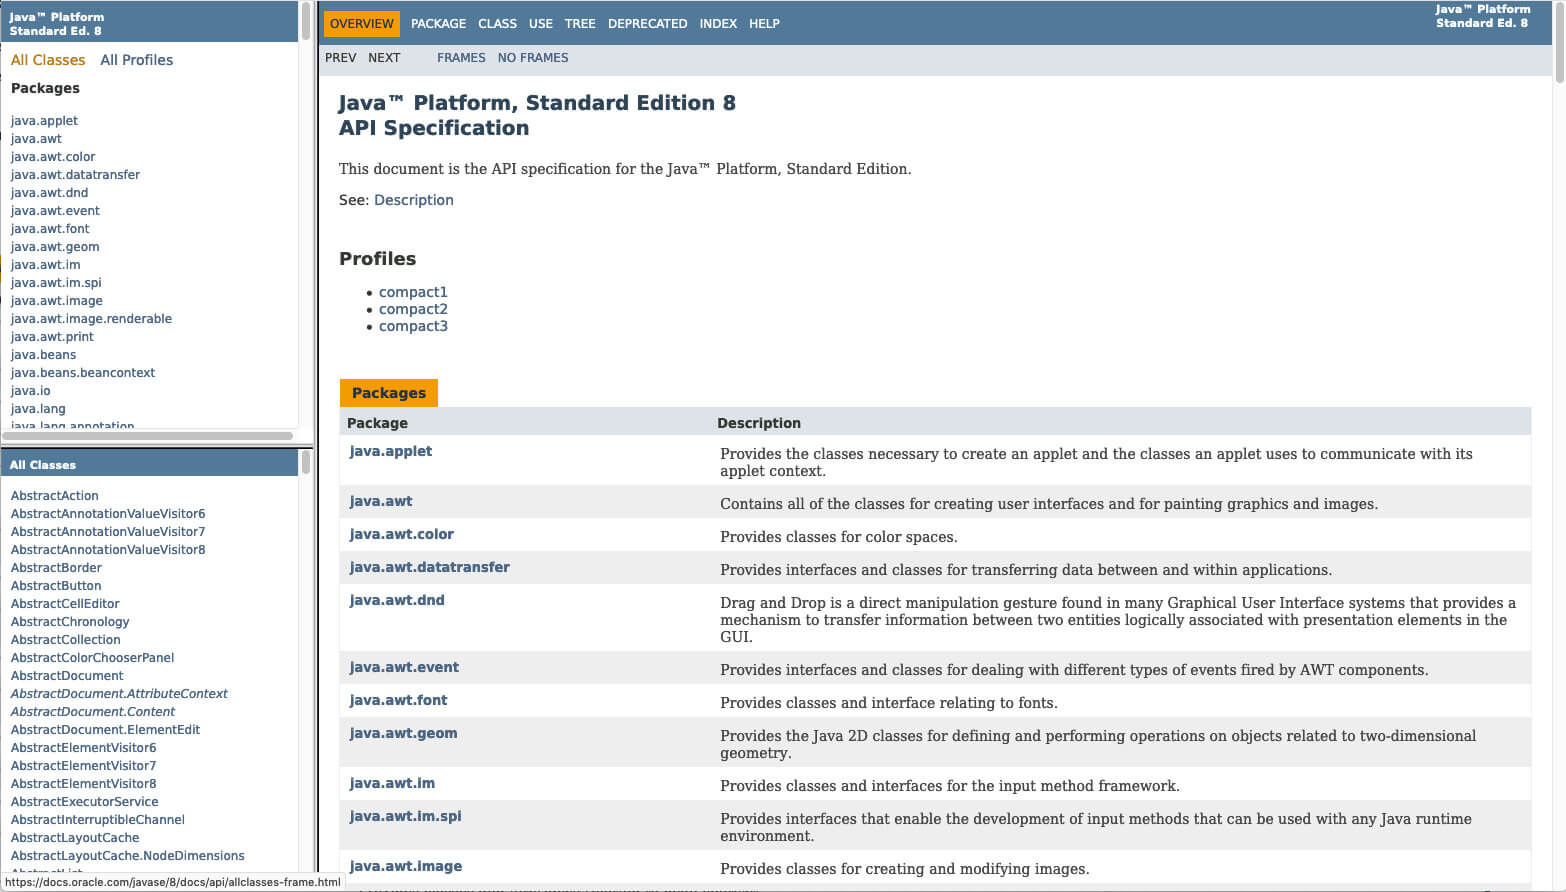 Java™ Platform
Standard Ed. 8
All Classes All Profiles
Packages
java.applet
java.awt
java.awt.color
java.awt.datatransfer
java.awt.dnd
java.awt.event
java.awt.font
java.awt.geom
java.awt.im
java.awt.im.spi
java.awt.image
java.awt.image.renderable
java.awt.print
java.beans
java.beans.beancontext
java.io
java.lang
java.lang.annotation
All Classes
AbstractAction
AbstractAnnotationValueVisitor6
AbstractAnnotationValueVisitor7
AbstractAnnotationValueVisitor8
AbstractBorder
AbstractButton
AbstractCellEditor
AbstractChronology
AbstractCollection
AbstractColorChooserPanel
AbstractDocument
AbstractDocument.AttributeContext
AbstractDocument.Content
AbstractDocument.ElementEdit
AbstractElementVisitor6
AbstractElementVisitor7
AbstractElementVisitor8
AbstractExecutorService
AbstractInterruptibleChannel
AbstractLayoutCache
AbstractLayoutCache.NodeDimensions
https://docs.oracle.com/javase/8/docs/api/allclasses-frame.html
OVERVIEW PACKAGE CLASS USE TREE DEPRECATED INDEX HELP
Java™ Platform
Standard Ed. 8
PREV NEXT FRAMES NO FRAMES
Java™ Platform, Standard Edition 8
API Specification
This document is the API specification for the Java™ Platform, Standard Edition.
See: Description
Profiles
• compact1
• compact2
• compact3
Packages
Package Description
java.applet Provides the classes necessary to create an applet and the classes an applet uses to communicate with its
applet context.
java.awt Contains all of the classes for creating user interfaces and for painting graphics and images.
java.awt.color Provides classes for color spaces.
java.awt.datatransfer Provides interfaces and classes for transferring data between and within applications.
java.awt.dnd Drag and Drop is a direct manipulation gesture found in many Graphical User Interface systems that provides a
mechanism to transfer information between two entities logically associated with presentation elements in the
GUI.
java.awt.event Provides interfaces and classes for dealing with different types of events fired by AWT components.
java.awt.font Provides classes and interface relating to fonts.
java.awt.geom Provides the Java 2D classes for defining and performing operations on objects related to two-dimensional
geometry.
java.awt.im Provides classes and interfaces for the input method framework.
java.awt.im.spi Provides interfaces that enable the development of input methods that can be used with any Java runtime
environment.
java.awt.image Provides classes for creating and modifying images.